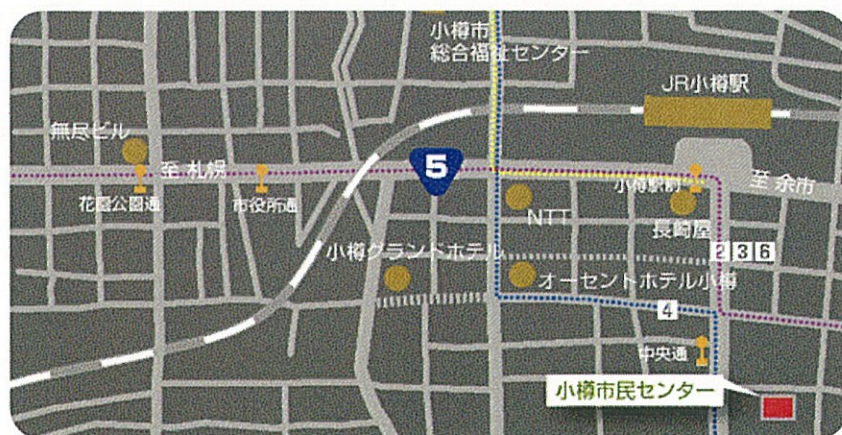 小樽市
総合福祉センター
JR小樽駅
無尽ビル
至 札幌
5
小樽駅前
至 余市
花園公園通
市役所通
NTT
長崎屋
小樽グランドホテル
2 3 6
オーセントホテル小樽
4
中央通
小樽市民センター